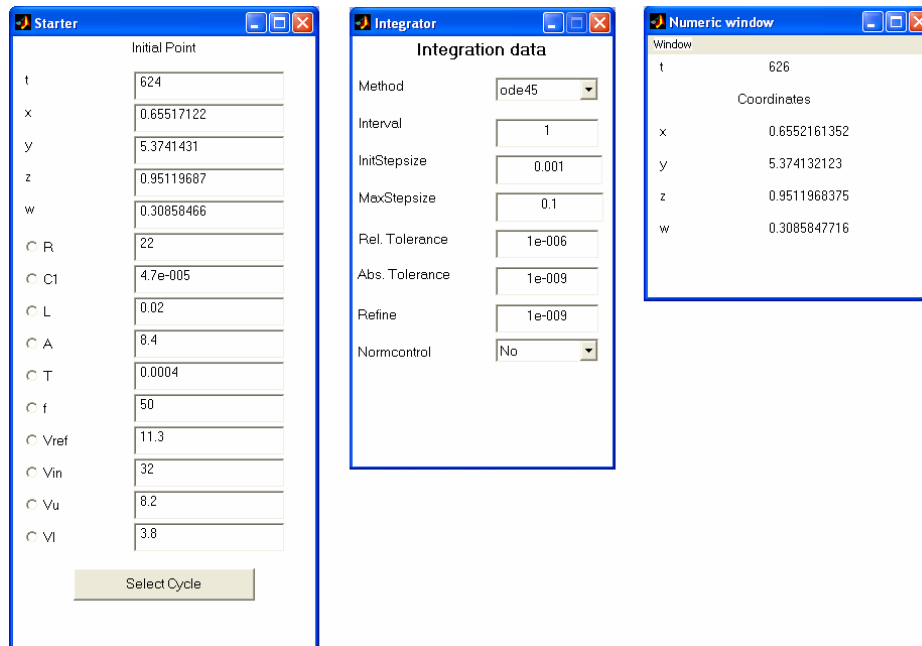 Starter
Initial Point
t 624
x 0.65517122
y 5.3741431
z 0.95119687
w 0.30858466
R 22
C1 4.7e-005
L 0.02
A 8.4
T 0.0004
f 50
Vref 11.3
Vin 32
Vu 8.2
Vl 3.8
Select Cycle
Integrator
Integration data
Method ode45
Interval 1
InitStepsize 0.001
MaxStepsize 0.1
Rel. Tolerance 1e-006
Abs. Tolerance 1e-009
Refine 1e-009
Normcontrol No
Numeric window
Window
t 626
Coordinates
x 0.6552161352
y 5.374132123
z 0.9511968375
w 0.3085847716